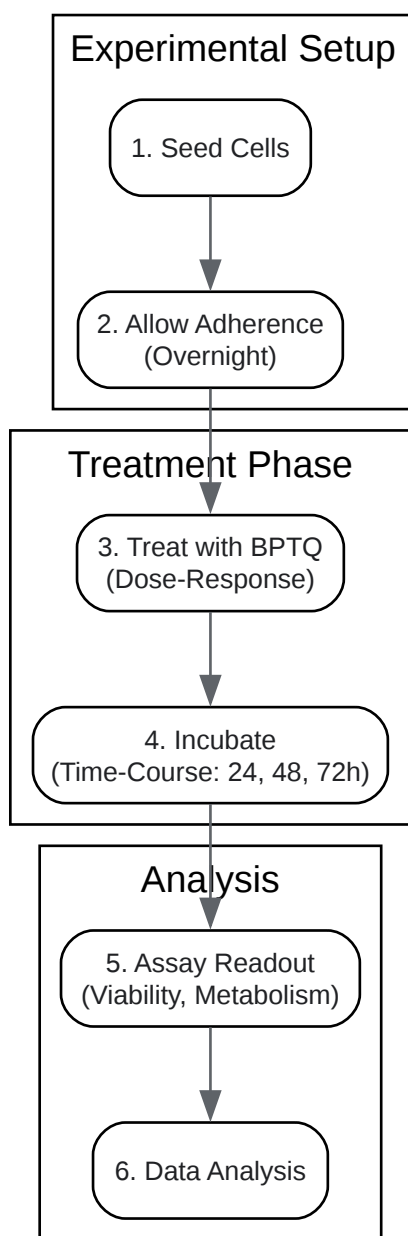 Experimental Setup
1. Seed Cells
2. Allow Adherence
(Overnight)
Treatment Phase
3. Treat with BPTQ
(Dose-Response)
4. Incubate
(Time-Course: 24, 48, 72h)
Analysis
5. Assay Readout
(Viability, Metabolism)
6. Data Analysis